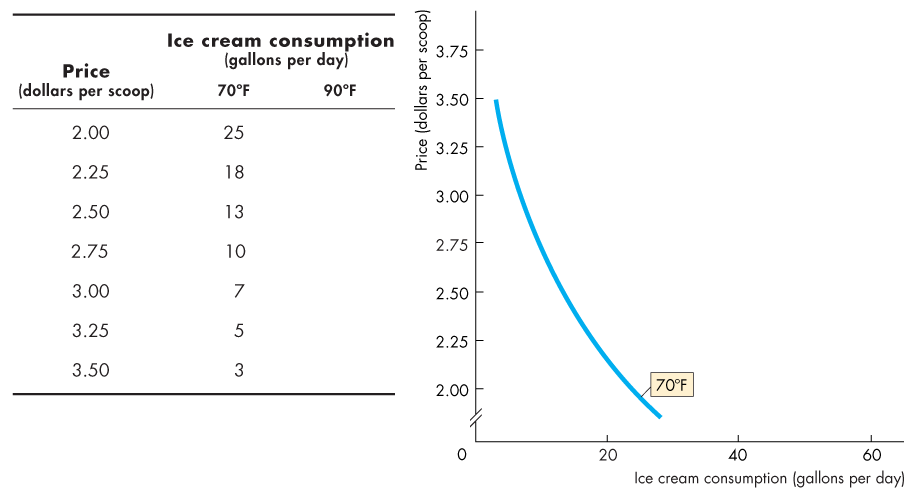 Ice cream consumption
(gallons per day)
Price
(dollars per scoop) 70°F 90°F
2.00 25
2.25 18
2.50 13
2.75 10
3.00 7
3.25 5
3.50 3
Price (dollars per scoop)
3.75
3.50
3.25
3.00
2.75
2.50
2.25
2.00
70°F
0 20 40 60
Ice cream consumption (gallons per day)